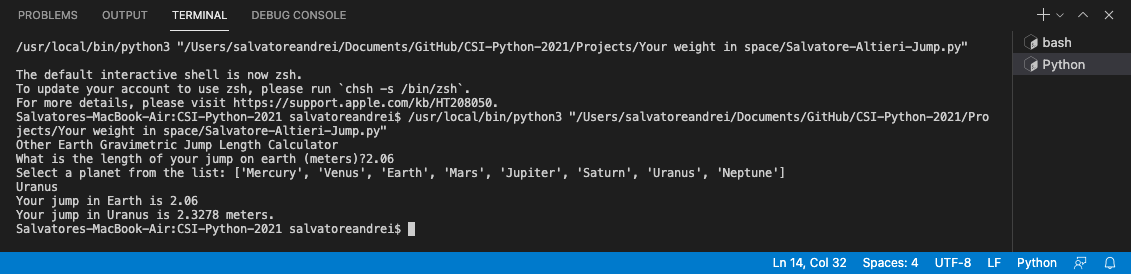 PROBLEMS OUTPUT TERMINAL DEBUG CONSOLE
/usr/local/bin/python3 "/Users/salvatoreandrei/Documents/GitHub/CSI-Python-2021/Projects/Your weight in space/Salvatore-Altieri-Jump.py"
The default interactive shell is now zsh.
To update your account to use zsh, please run `chsh -s /bin/zsh`.
For more details, please visit https://support.apple.com/kb/HT208050.
Salvatores-MacBook-Air:CSI-Python-2021 salvatoreandrei$ /usr/local/bin/python3 "/Users/salvatoreandrei/Documents/GitHub/CSI-Python-2021/Pro
jects/Your weight in space/Salvatore-Altieri-Jump.py"
Other Earth Gravimetric Jump Length Calculator
What is the length of your jump on earth (meters)?2.06
Select a planet from the list: ['Mercury', 'Venus', 'Earth', 'Mars', 'Jupiter', 'Saturn', 'Uranus', 'Neptune']
Uranus
Your jump in Earth is 2.06
Your jump in Uranus is 2.3278 meters.
Salvatores-MacBook-Air:CSI-Python-2021 salvatoreandrei$
bash
Python
Ln 14, Col 32 Spaces: 4 UTF-8 LF Python